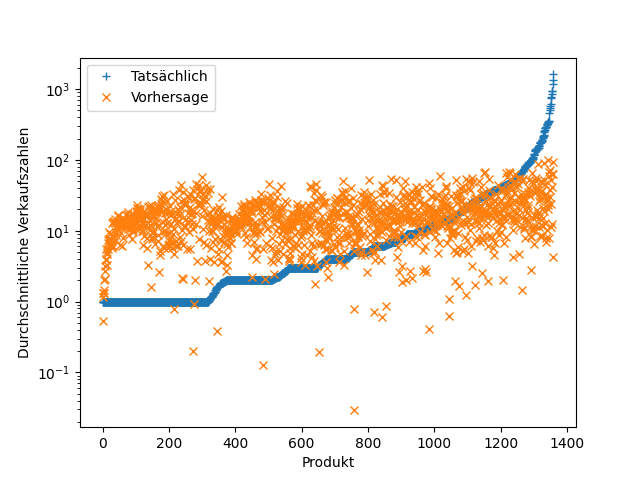 Durchschnittliche Verkaufszahlen
10³
10²
10¹
10⁰
10⁻¹
Tatsächlich
Vorhersage
0 200 400 600 800 1000 1200 1400
Produkt